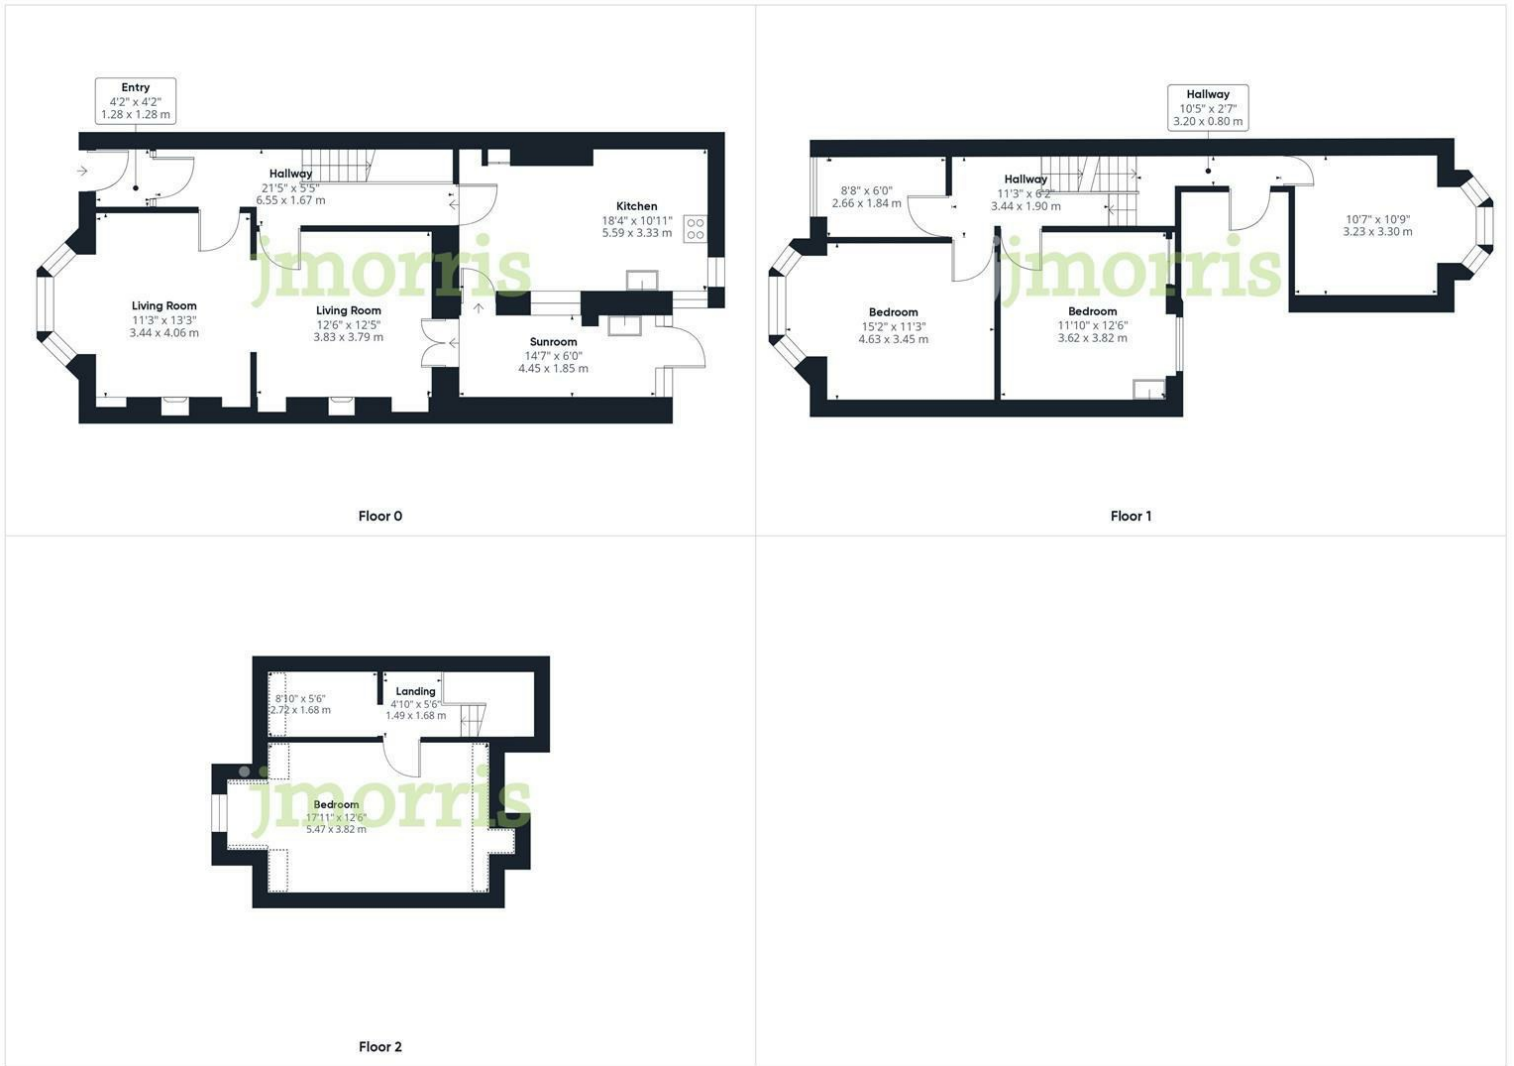 Entry
4'2" x 4'2"
1.28 x 1.28 m
Hallway
21'5" x 5'5"
6.55 x 1.67 m
Kitchen
18'4" x 10'11"
5.59 x 3.33 m
jmorris
Living Room
11'3" x 13'3"
3.44 x 4.06 m
Living Room
12'6" x 12'5"
3.83 x 3.79 m
Sunroom
14'7" x 6'0"
4.45 x 1.85 m
Floor 0
Hallway
10'5" x 2'7"
3.20 x 0.80 m
8'8" x 6'0"
2.66 x 1.84 m
Hallway
11'3" x 6'2"
3.44 x 1.90 m
10'7" x 10'9"
3.23 x 3.30 m
jmorris
Bedroom
15'2" x 11'3"
4.63 x 3.45 m
Bedroom
11'10" x 12'6"
3.62 x 3.82 m
Floor 1
8'10" x 5'6"
2.72 x 1.68 m
Landing
4'10" x 5'6"
1.49 x 1.68 m
jmorris
Bedroom
17'11" x 12'6"
5.47 x 3.82 m
Floor 2